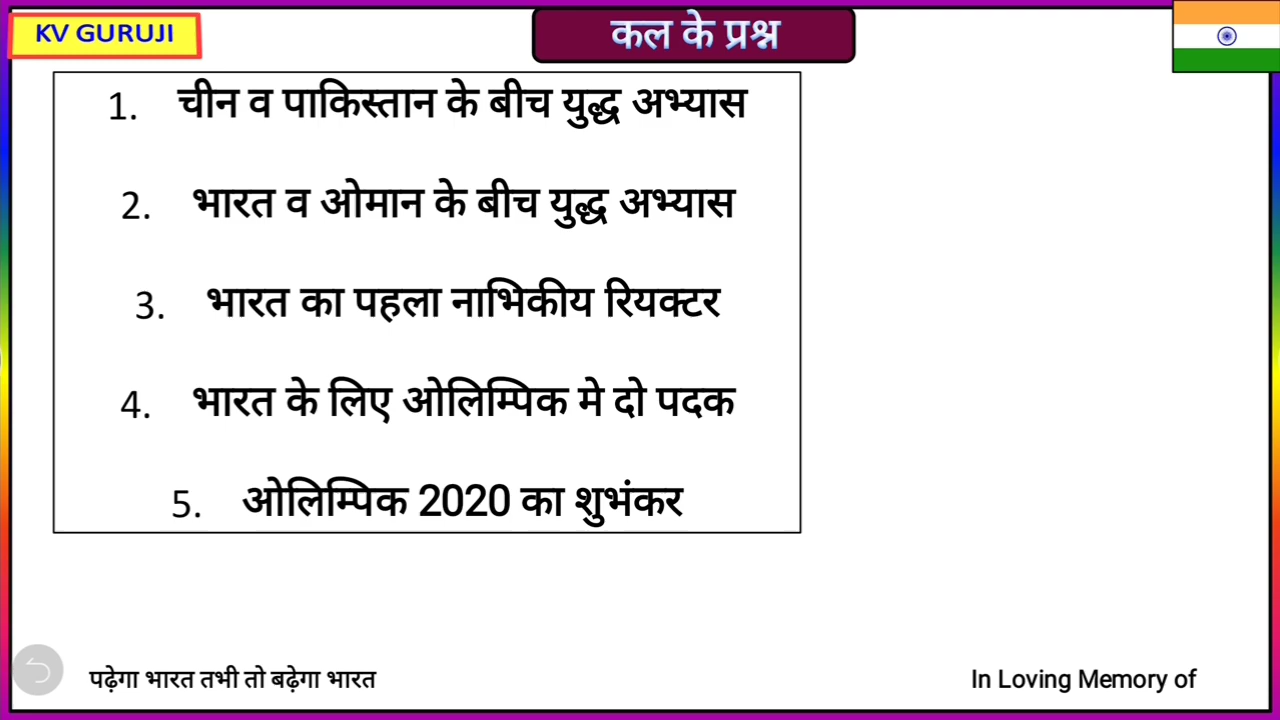 KV GURUJI
कल के प्रश्न
1. चीन व पाकिस्तान के बीच युद्ध अभ्यास
2. भारत व ओमान के बीच युद्ध अभ्यास
3. भारत का पहला नाभिकीय रियक्टर
4. भारत के लिए ओलिम्पिक मे दो पदक
5. ओलिम्पिक 2020 का शुभंकर
पढ़ेगा भारत तभी तो बढ़ेगा भारत
In Loving Memory of